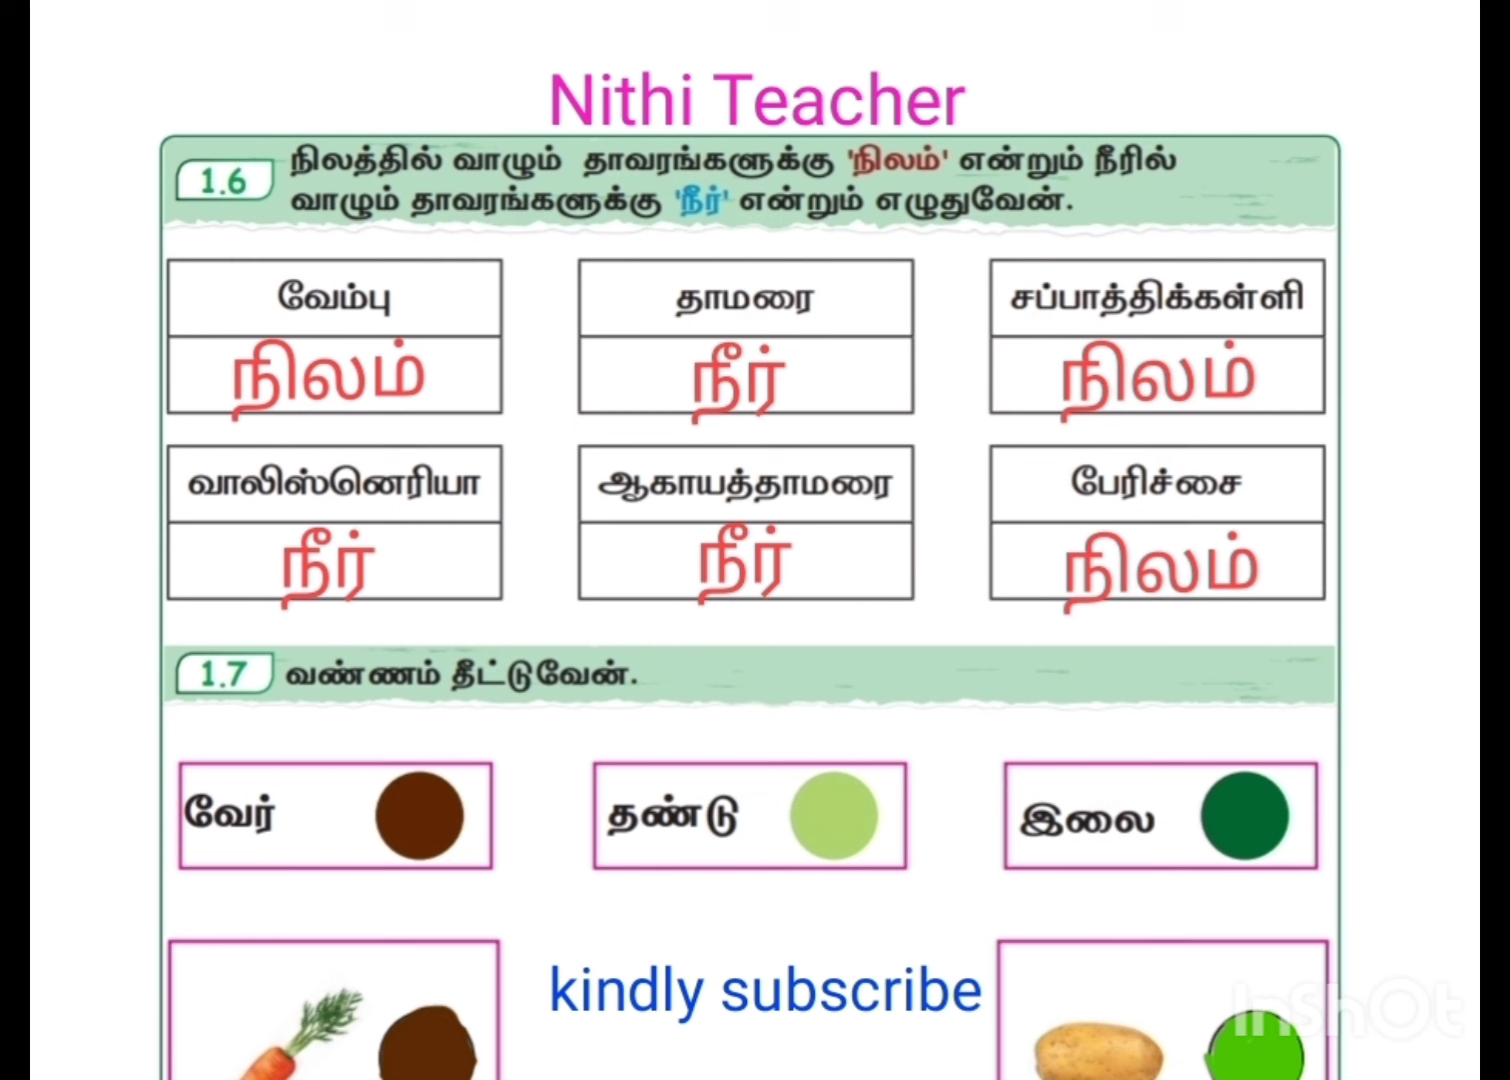 Nithi Teacher
1.6 நிலத்தில் வாழும் தாவரங்களுக்கு 'நிலம்' என்றும் நீரில்
வாழும் தாவரங்களுக்கு 'நீர்' என்றும் எழுதுவேன்.
வேம்பு தாமரை சப்பாத்திக்கள்ளி
நிலம் நீர் நிலம்
வாலிஸ்னெரியா ஆகாயத்தாமரை பேரிச்சை
நீர் நீர் நிலம்
1.7 வண்ணம் தீட்டுவேன்.
வேர் தண்டு இலை
kindly subscribe
InShOt